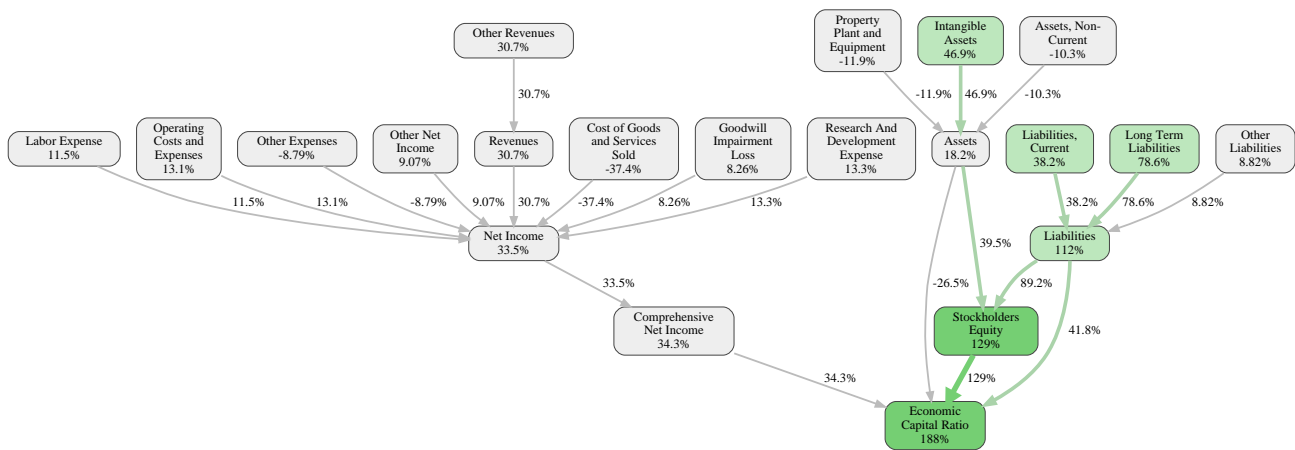 Property
Plant and
Equipment
-11.9%
Intangible
Assets
46.9%
Assets, Non-
Current
-10.3%
Other Revenues
30.7%
30.7%
-11.9%
46.9%
-10.3%
Labor Expense
11.5%
Operating
Costs and
Expenses
13.1%
Other Expenses
-8.79%
Other Net
Income
9.07%
Revenues
30.7%
Cost of Goods
and Services
Sold
-37.4%
Goodwill
Impairment
Loss
8.26%
Research And
Development
Expense
13.3%
Assets
18.2%
Liabilities,
Current
38.2%
Long Term
Liabilities
78.6%
Other
Liabilities
8.82%
11.5%
13.1%
-8.79%
9.07%
30.7%
-37.4%
8.26%
13.3%
38.2%
78.6%
8.82%
Net Income
33.5%
39.5%
Liabilities
112%
33.5%
-26.5%
89.2%
Comprehensive
Net Income
34.3%
Stockholders
Equity
129%
41.8%
34.3%
129%
Economic
Capital Ratio
188%